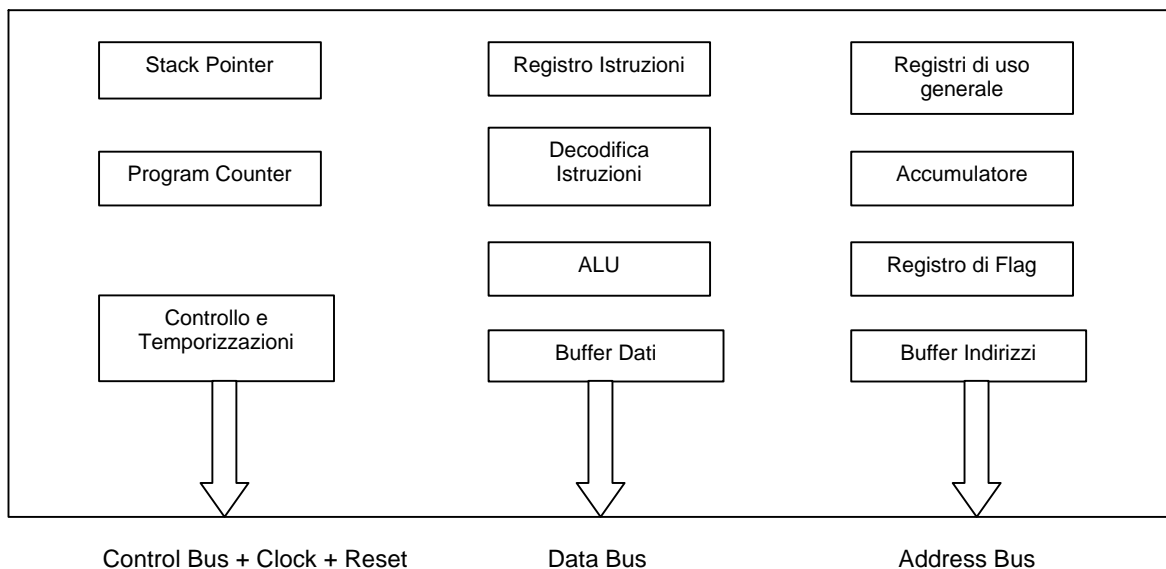 Stack Pointer
Registro Istruzioni
Registri di uso
generale
Program Counter
Decodifica
Istruzioni
Accumulatore
ALU
Registro di Flag
Controllo e
Temporizzazioni
Buffer Dati
Buffer Indirizzi
Control Bus + Clock + Reset
Data Bus
Address Bus